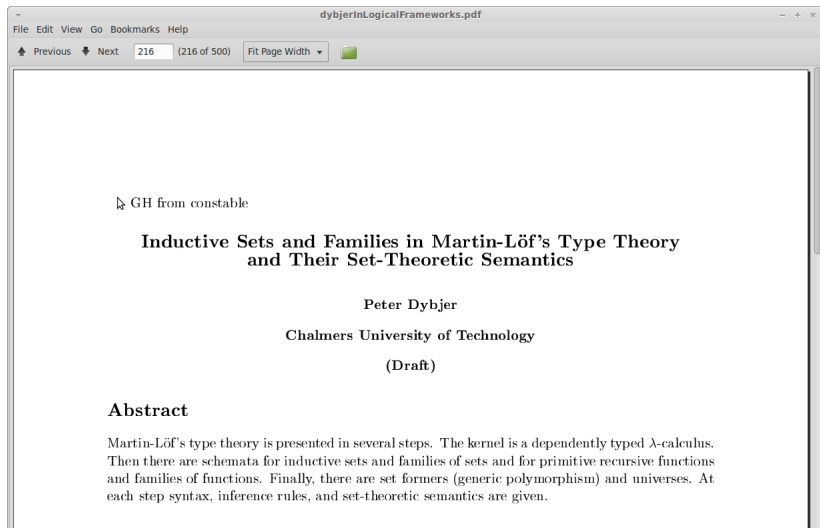 dybjerInLogicalFrameworks.pdf
File Edit View Go Bookmarks Help
Previous Next 216 (216 of 500) Fit Page Width
GH from constable
Inductive Sets and Families in Martin-Löf's Type Theory
and Their Set-Theoretic Semantics
Peter Dybjer
Chalmers University of Technology
(Draft)
Abstract
Martin-Löf's type theory is presented in several steps. The kernel is a dependently typed λ-calculus.
Then there are schemata for inductive sets and families of sets and for primitive recursive functions
and families of functions. Finally, there are set formers (generic polymorphism) and universes. At
each step syntax, inference rules, and set-theoretic semantics are given.